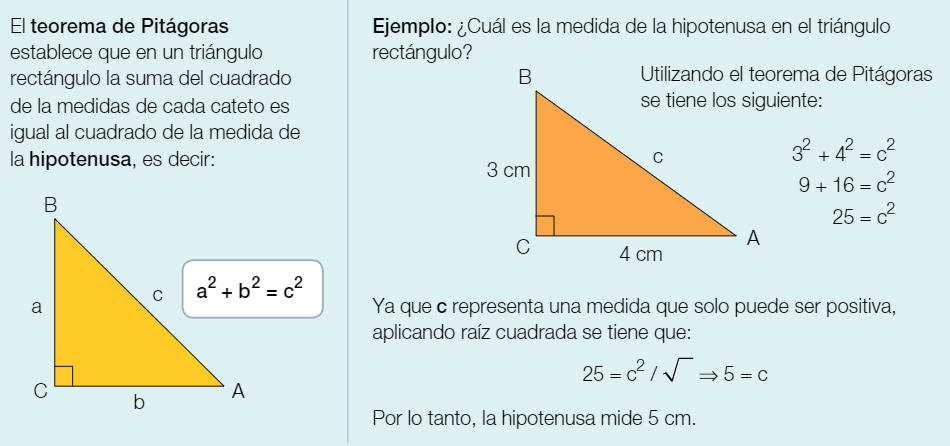 El teorema de Pitágoras
establece que en un triángulo
rectángulo la suma del cuadrado
de la medidas de cada cateto es
igual al cuadrado de la medida de
la hipotenusa, es decir:
B
a
c
a² + b² = c²
C
b
A
Ejemplo: ¿Cuál es la medida de la hipotenusa en el triángulo
rectángulo?
B
3 cm
c
C
4 cm
A
Utilizando el teorema de Pitágoras
se tiene los siguiente:
3² + 4² = c²
9 + 16 = c²
25 = c²
Ya que c representa una medida que solo puede ser positiva,
aplicando raíz cuadrada se tiene que:
25 = c² / √ ⇒ 5 = c
Por lo tanto, la hipotenusa mide 5 cm.